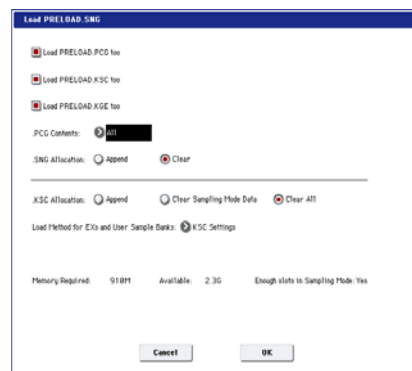 Load PRELOAD.SNG
Load PRELOAD.PCG too
Load PRELOAD.KSC too
Load PRELOAD.KGE too
.PCG Contents: All
.SNG Allocation: Append Clear
.KSC Allocation: Append Clear Sampling Mode Data Clear All
Load Method for EXs and User Sample Banks: KSC Settings
Memory Required: 910M Available: 2.3G Enough slots in Sampling Mode: Yes
Cancel OK